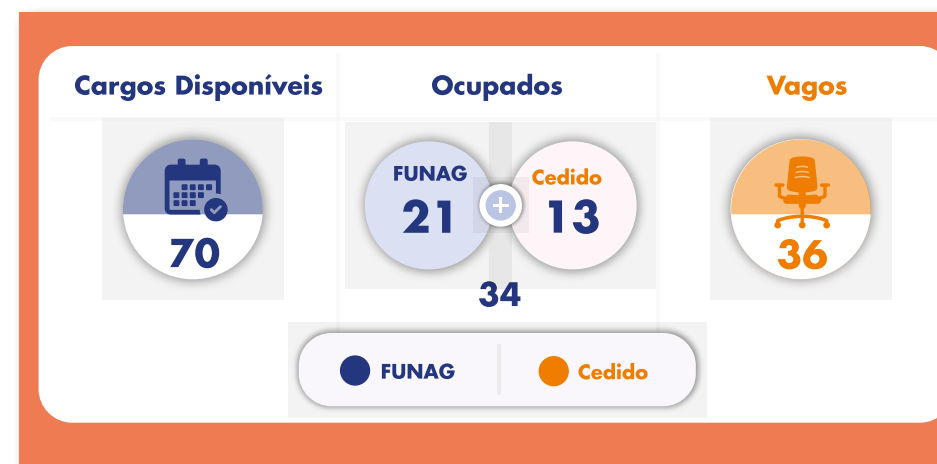 Cargos Disponíveis
Ocupados
Vagos
70
FUNAG
21
+
Cedido
13
34
36
FUNAG
Cedido